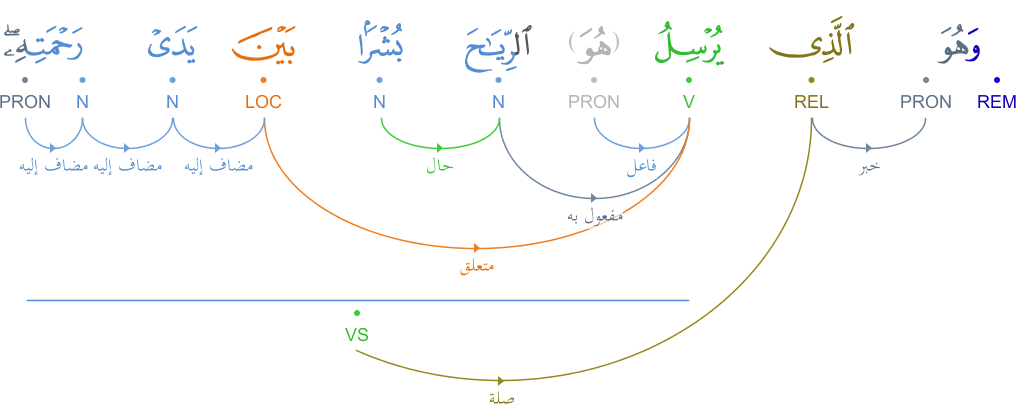 وَهُوَ ٱلَّذِى يُرْسِلُ (هُوَ) ٱلرِّيَـٰحَ بُشْرًۢا بَيْنَ يَدَىْ رَحْمَتِهِۦ ۖ
REM PRON REL V PRON N N LOC N N PRON
خبر فاعل مفعول به حال مضاف إليه مضاف إليه مضاف إليه
متعلق
VS
صلة